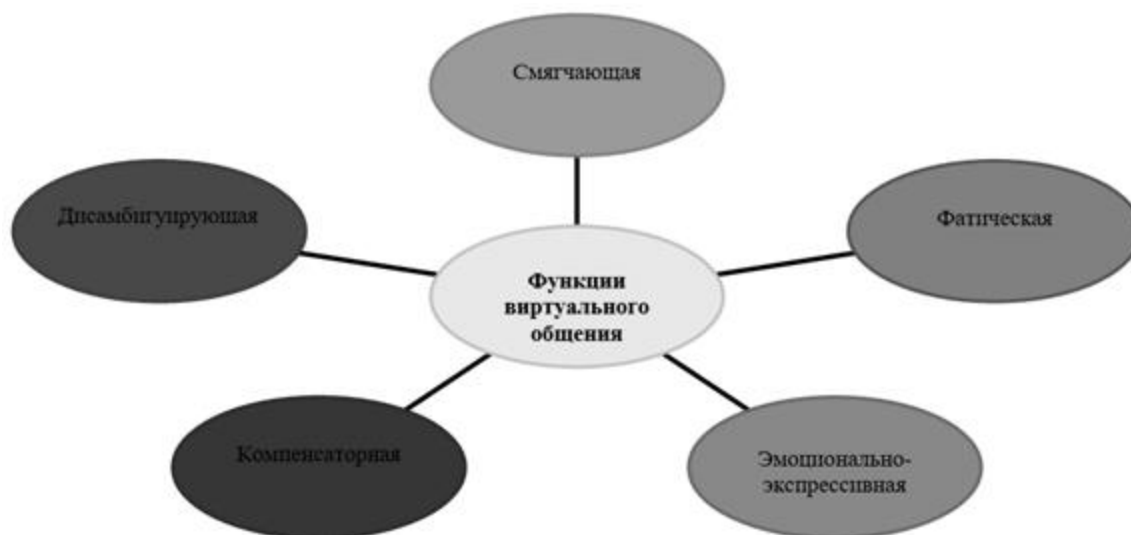 Смягчающая
Дисамбигуирующая
Фатическая
Функции
виртуального
общения
Компенсаторная
Эмоционально-
экспрессивная